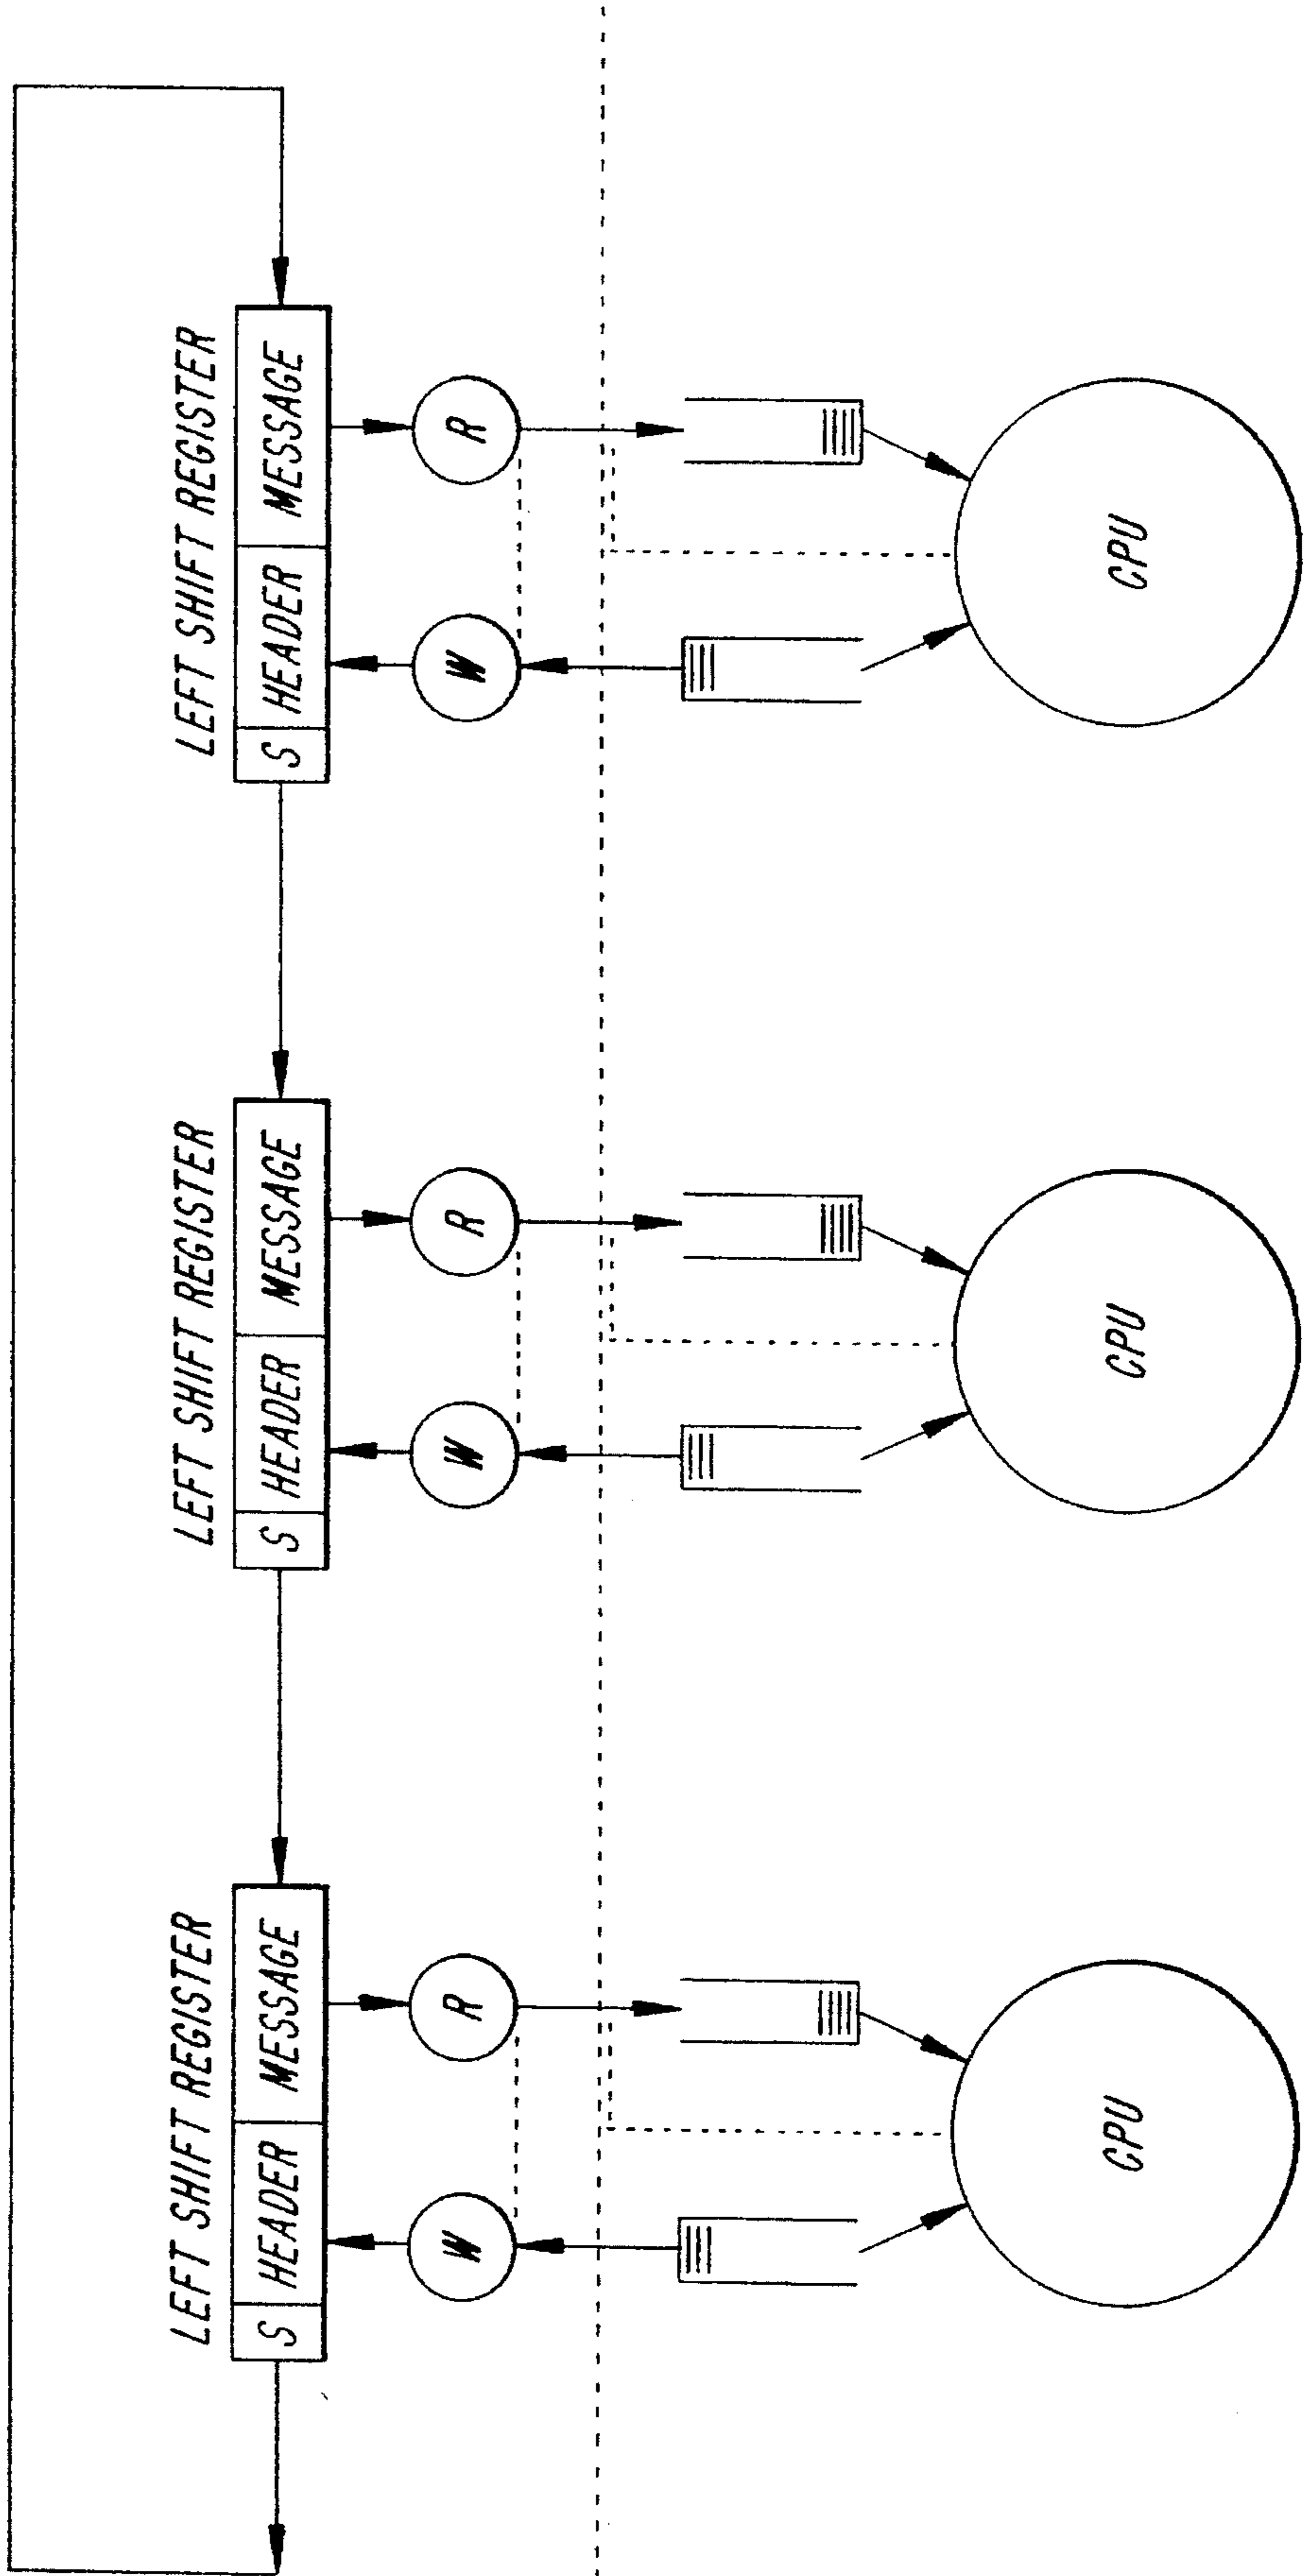 LEFT SHIFT REGISTER
S HEADER MESSAGE
W R
CPU
LEFT SHIFT REGISTER
S HEADER MESSAGE
W R
CPU
LEFT SHIFT REGISTER
S HEADER MESSAGE
W R
CPU